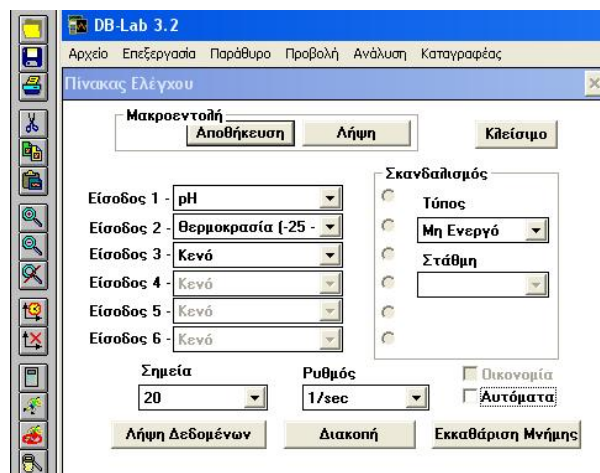 DB-Lab 3.2
Αρχείο Επεξεργασία Παράθυρο Προβολή Ανάλυση Καταγραφέας
Πίνακας Ελέγχου
Μακροεντολή
Αποθήκευση Λήψη Κλείσιμο
Σκανδαλισμός
Είσοδος 1 - pH
Τύπος
Είσοδος 2 - Θερμοκρασία (-25 -
Μη Ενεργό
Είσοδος 3 - Κενό
Στάθμη
Είσοδος 4 - Κενό
Είσοδος 5 - Κενό
Είσοδος 6 - Κενό
Σημεία Ρυθμός Οικονομία
20 1/sec Αυτόματα
Λήψη Δεδομένων Διακοπή Εκκαθάριση Μνήμης